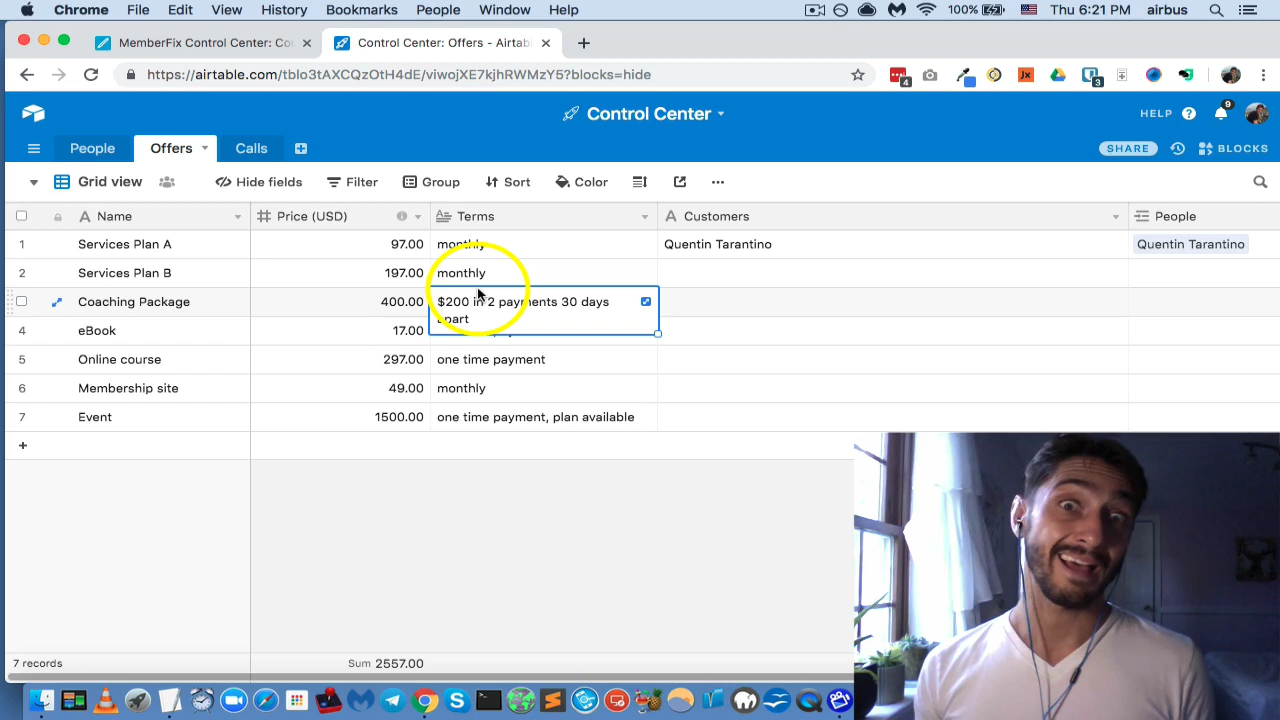 Chrome File Edit View History Bookmarks People Window Help 100% Thu 6:21 PM airbus
MemberFix Control Center: Co
Control Center: Offers - Airtab
https://airtable.com/tblo3tAXCQzOtH4dE/viwojXE7kjhRWMzY5?blocks=hide
4
Jx
3
Control Center
HELP
9
People Offers Calls
SHARE
BLOCKS
Grid view Hide fields Filter Group Sort Color
Name Price (USD) Terms Customers People
1 Services Plan A 97.00 monthly Quentin Tarantino Quentin Tarantino
2 Services Plan B 197.00 monthly
Coaching Package 400.00 $200 in 2 payments 30 days
apart
4 eBook 17.00
5 Online course 297.00 one time payment
6 Membership site 49.00 monthly
7 Event 1500.00 one time payment, plan available
+
7 records Sum 2557.00